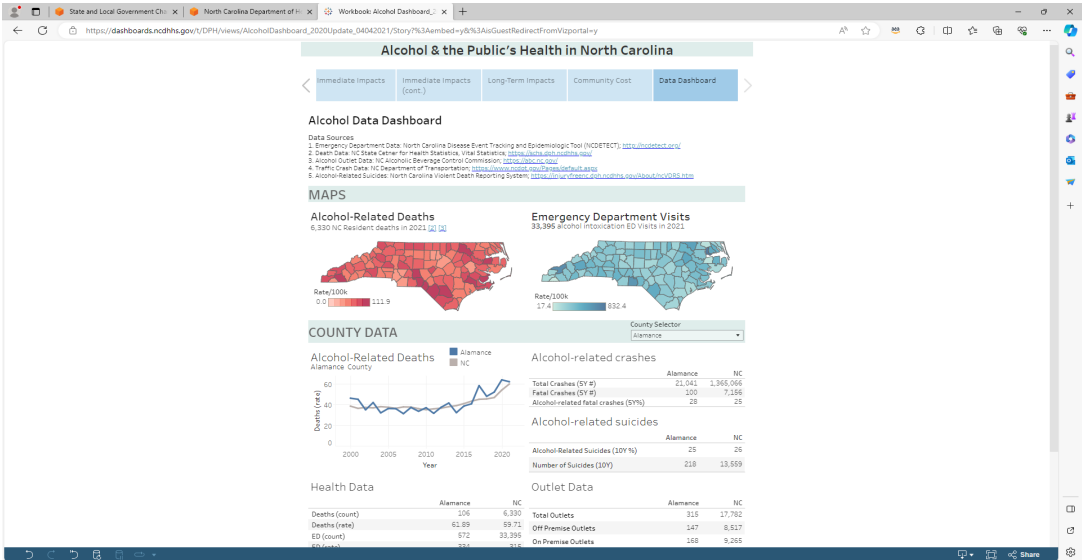 State and Local Government Cha
North Carolina Department of H
Workbook: Alcohol Dashboard_2
https://dashboards.ncdhhs.gov/t/DPH/views/AlcoholDashboard_2020Update_04042021/Story?%3Aembed=y&%3AisGuestRedirectFromVizportal=y
Alcohol & the Public's Health in North Carolina
Immediate Impacts
Immediate Impacts (cont.)
Long-Term Impacts
Community Cost
Data Dashboard
Alcohol Data Dashboard
Data Sources
1. Emergency Department Data: North Carolina Disease Event Tracking and Epidemiologic Tool (NCDETECT); http://ncdetect.org/
2. Death Data: NC State Cetner for Health Statistics, Vital Statistics; https://schs.dph.ncdhhs.gov/
3. Alcohol Outlet Data: NC Alcoholic Beverage Control Commission; https://abc.nc.gov/
4. Traffic Crash Data: NC Department of Transportation; https://www.ncdot.gov/Pages/default.aspx
5. Alcohol-Related Suicides: North Carolina Violent Death Reporting System; https://injuryfreenc.dph.ncdhhs.gov/About/ncVDRS.htm
MAPS
Alcohol-Related Deaths
6,330 NC Resident deaths in 2021 [2] [3]
Rate/100k
0.0 111.9
Emergency Department Visits
33,395 alcohol intoxication ED Visits in 2021
Rate/100k
17.4 832.4
COUNTY DATA
County Selector
Alamance
Alcohol-Related Deaths
Alamance County
Alamance
NC
Deaths (rate)
60
40
20
0
2000 2005 2010 2015 2020
Year
Alcohol-related crashes
Alamance NC
Total Crashes (5Y #) 21,041 1,365,066
Fatal Crashes (5Y #) 100 7,156
Alcohol-related fatal crashes (5Y%) 28 25
Alcohol-related suicides
Alamance NC
Alcohol-Related Suicides (10Y %) 25 26
Number of Suicides (10Y) 218 13,559
Health Data
Alamance NC
Deaths (count) 106 6,330
Deaths (rate) 61.89 59.71
ED (count) 572 33,395
ED (rate) 334 315
Outlet Data
Alamance NC
Total Outlets 315 17,782
Off Premise Outlets 147 8,517
On Premise Outlets 168 9,265
Share